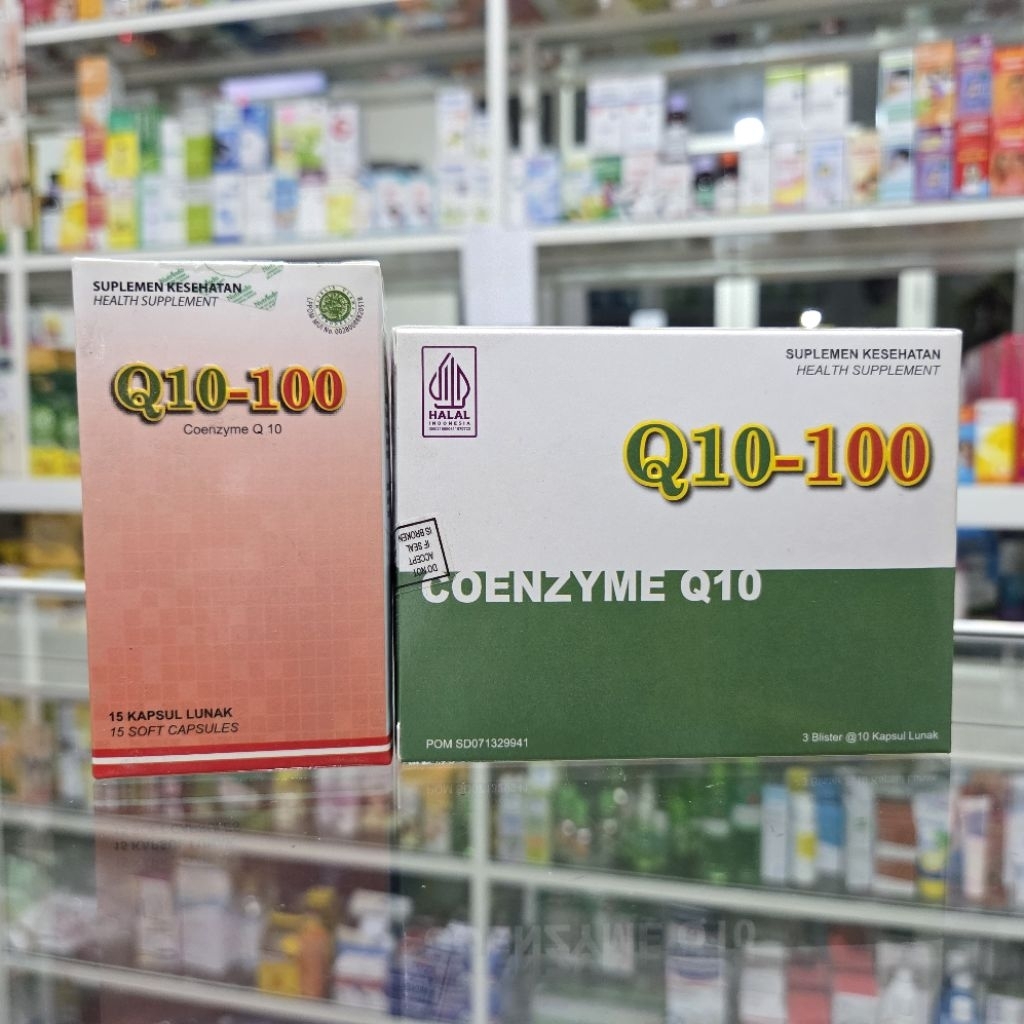 SUPLEMEN KESEHATAN
HEALTH SUPPLEMENT
Q10-100
Coenzyme Q 10
15 KAPSUL LUNAK
15 SOFT CAPSULES
HALAL
INDONESIA
SUPLEMEN KESEHATAN
HEALTH SUPPLEMENT
Q10-100
DO NOT
ACCEPT
IF SEAL
IS BROKEN
COENZYME Q10
POM SD071329941
3 Blister @10 Kapsul Lunak